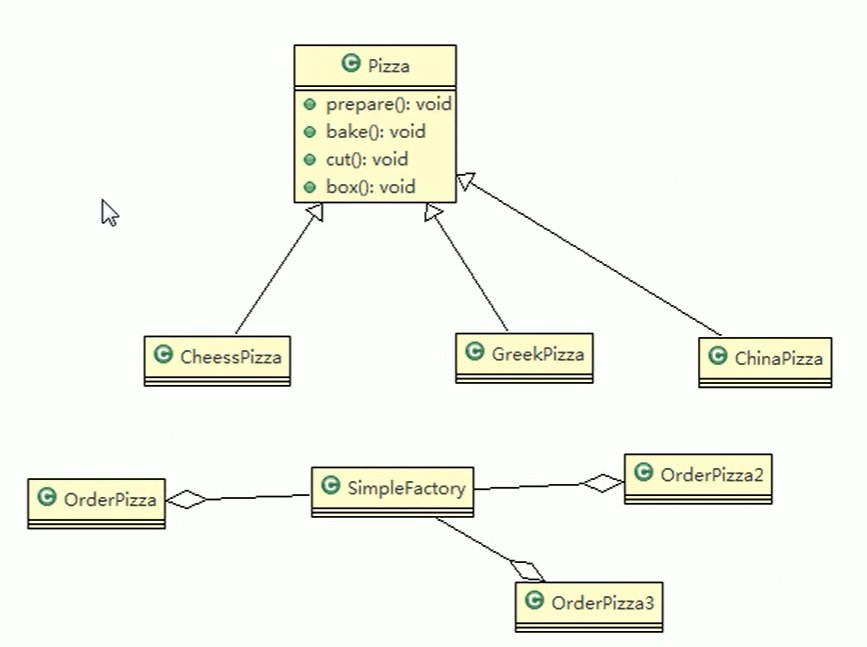 Pizza
prepare(): void
bake(): void
cut(): void
box(): void
CheessPizza
GreekPizza
ChinaPizza
OrderPizza
SimpleFactory
OrderPizza2
OrderPizza3